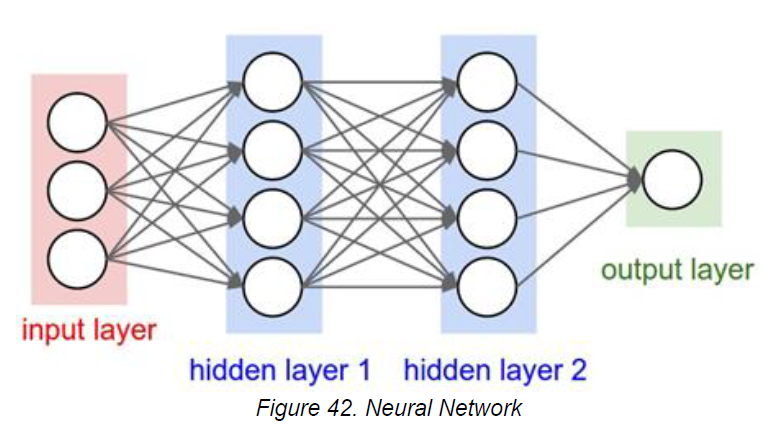 output layer
input layer
hidden layer 1
hidden layer 2
Figure 42. Neural Network